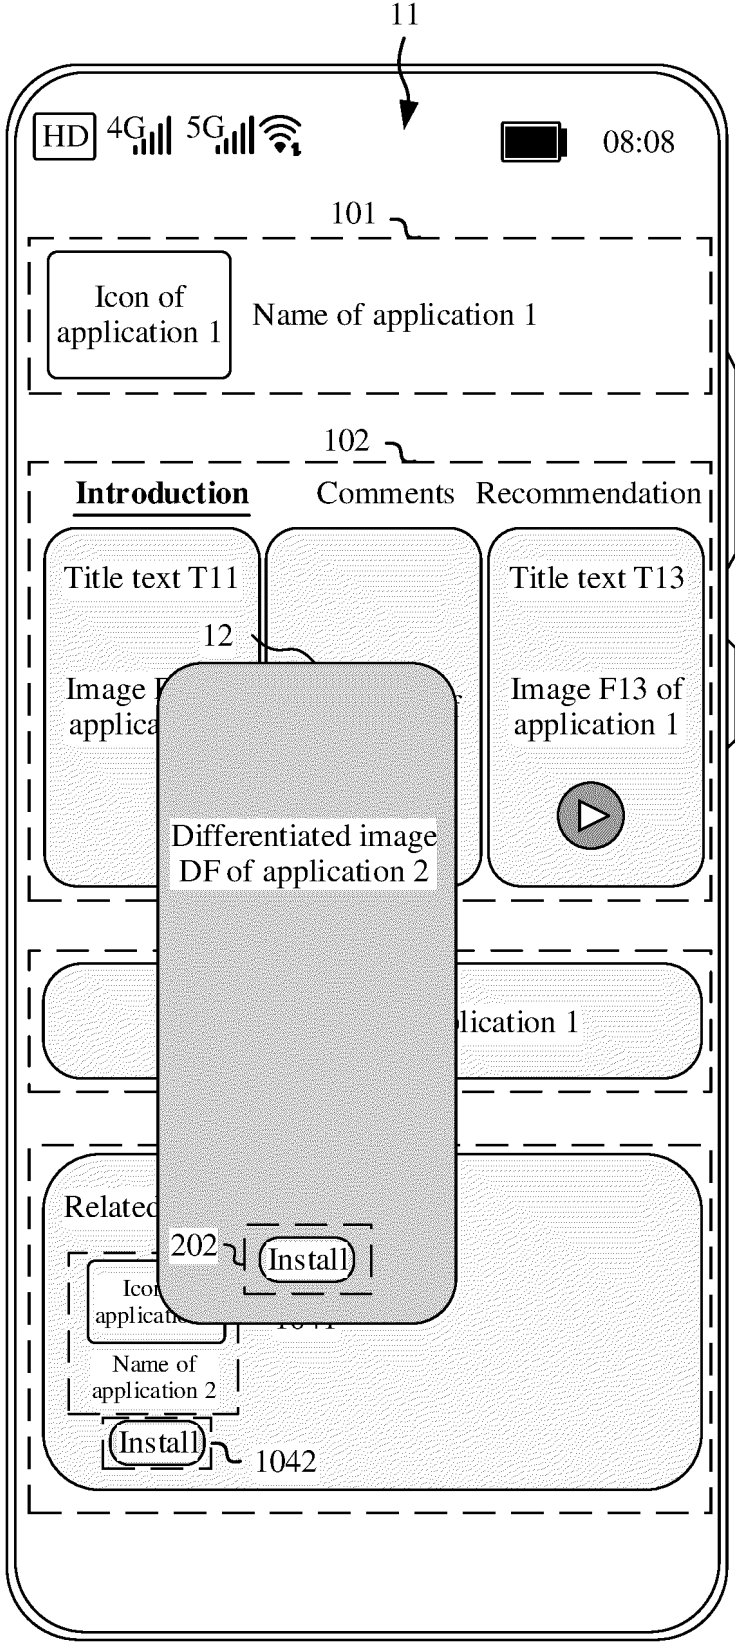 11
HD 4G 5G 08:08
101
Icon of
application 1
Name of application 1
102
Introduction Comments Recommendation
Title text T11
Title text T13
12
Image
Image F13 of
application 1
Differentiated image
DF of application 2
lication 1
Related
202
Install
Name of
application 2
Install
1042